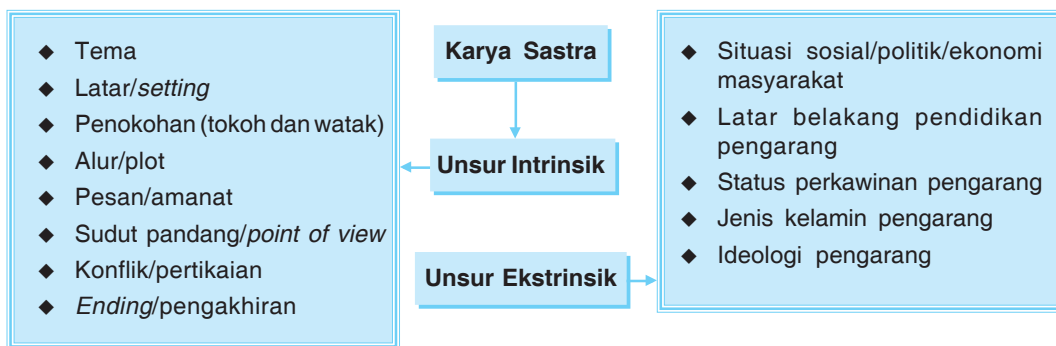 ◆ Tema
◆ Latar/setting
◆ Penokohan (tokoh dan watak)
◆ Alur/plot
◆ Pesan/amanat
◆ Sudut pandang/point of view
◆ Konflik/pertikaian
◆ Ending/pengakhiran
Karya Sastra
Unsur Intrinsik
Unsur Ekstrinsik
◆ Situasi sosial/politik/ekonomi
masyarakat
◆ Latar belakang pendidikan
pengarang
◆ Status perkawinan pengarang
◆ Jenis kelamin pengarang
◆ Ideologi pengarang